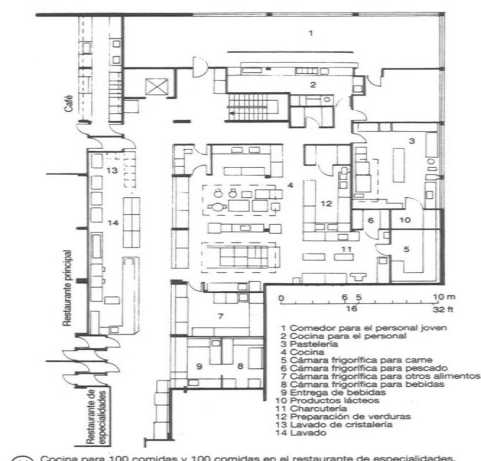 1
2
Café
3
13
4
12
14
6
10
11
5
Restaurante principal
7
9
8
Restaurante de
especialidades
0 6 5 10 m
16 32 ft
1 Comedor para el personal joven
2 Cocina para el personal
3 Pastelería
4 Cocina
5 Cámara frigorífica para carne
6 Cámara frigorífica para pescado
7 Cámara frigorífica para otros alimentos
8 Cámara frigorífica para bebidas
9 Entrega de bebidas
10 Productos lácteos
11 Charcutería
12 Preparación de verduras
13 Lavado de cristalería
14 Lavado
Cocina para 100 comidas y 100 comidas en el restaurante de especialidades.